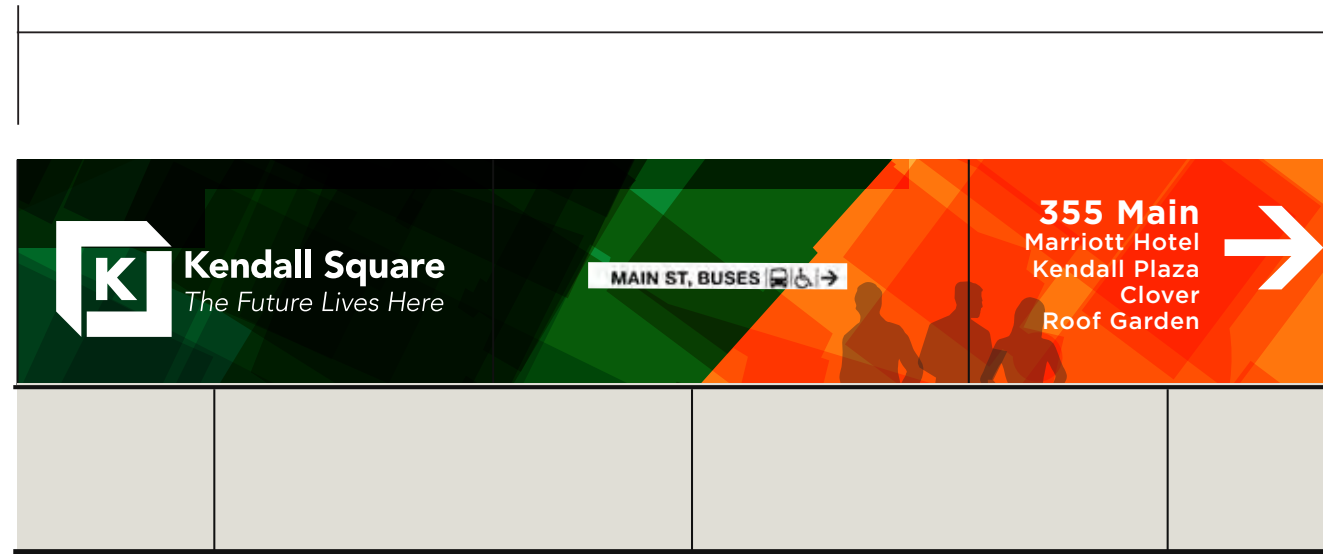 K
Kendall Square
The Future Lives Here
MAIN ST, BUSES
355 Main
Marriott Hotel
Kendall Plaza
Clover
Roof Garden